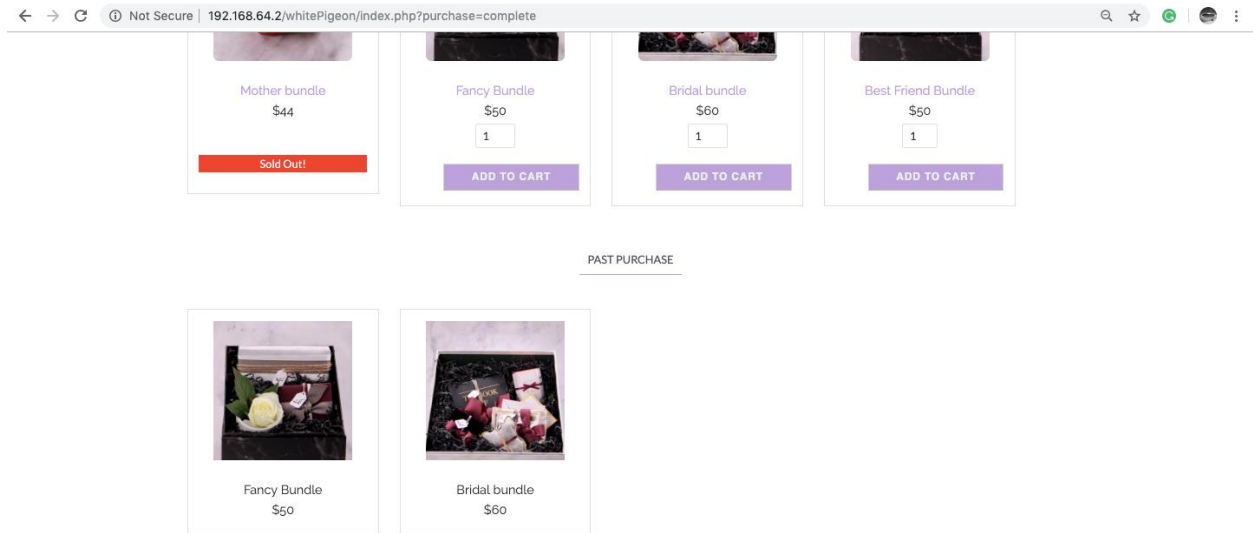 Not Secure | 192.168.64.2/whitePigeon/index.php?purchase=complete
Mother bundle
$44
Sold Out!
Fancy Bundle
$50
1
ADD TO CART
Bridal bundle
$60
1
ADD TO CART
Best Friend Bundle
$50
1
ADD TO CART
PAST PURCHASE
Fancy Bundle
$50
Bridal bundle
$60